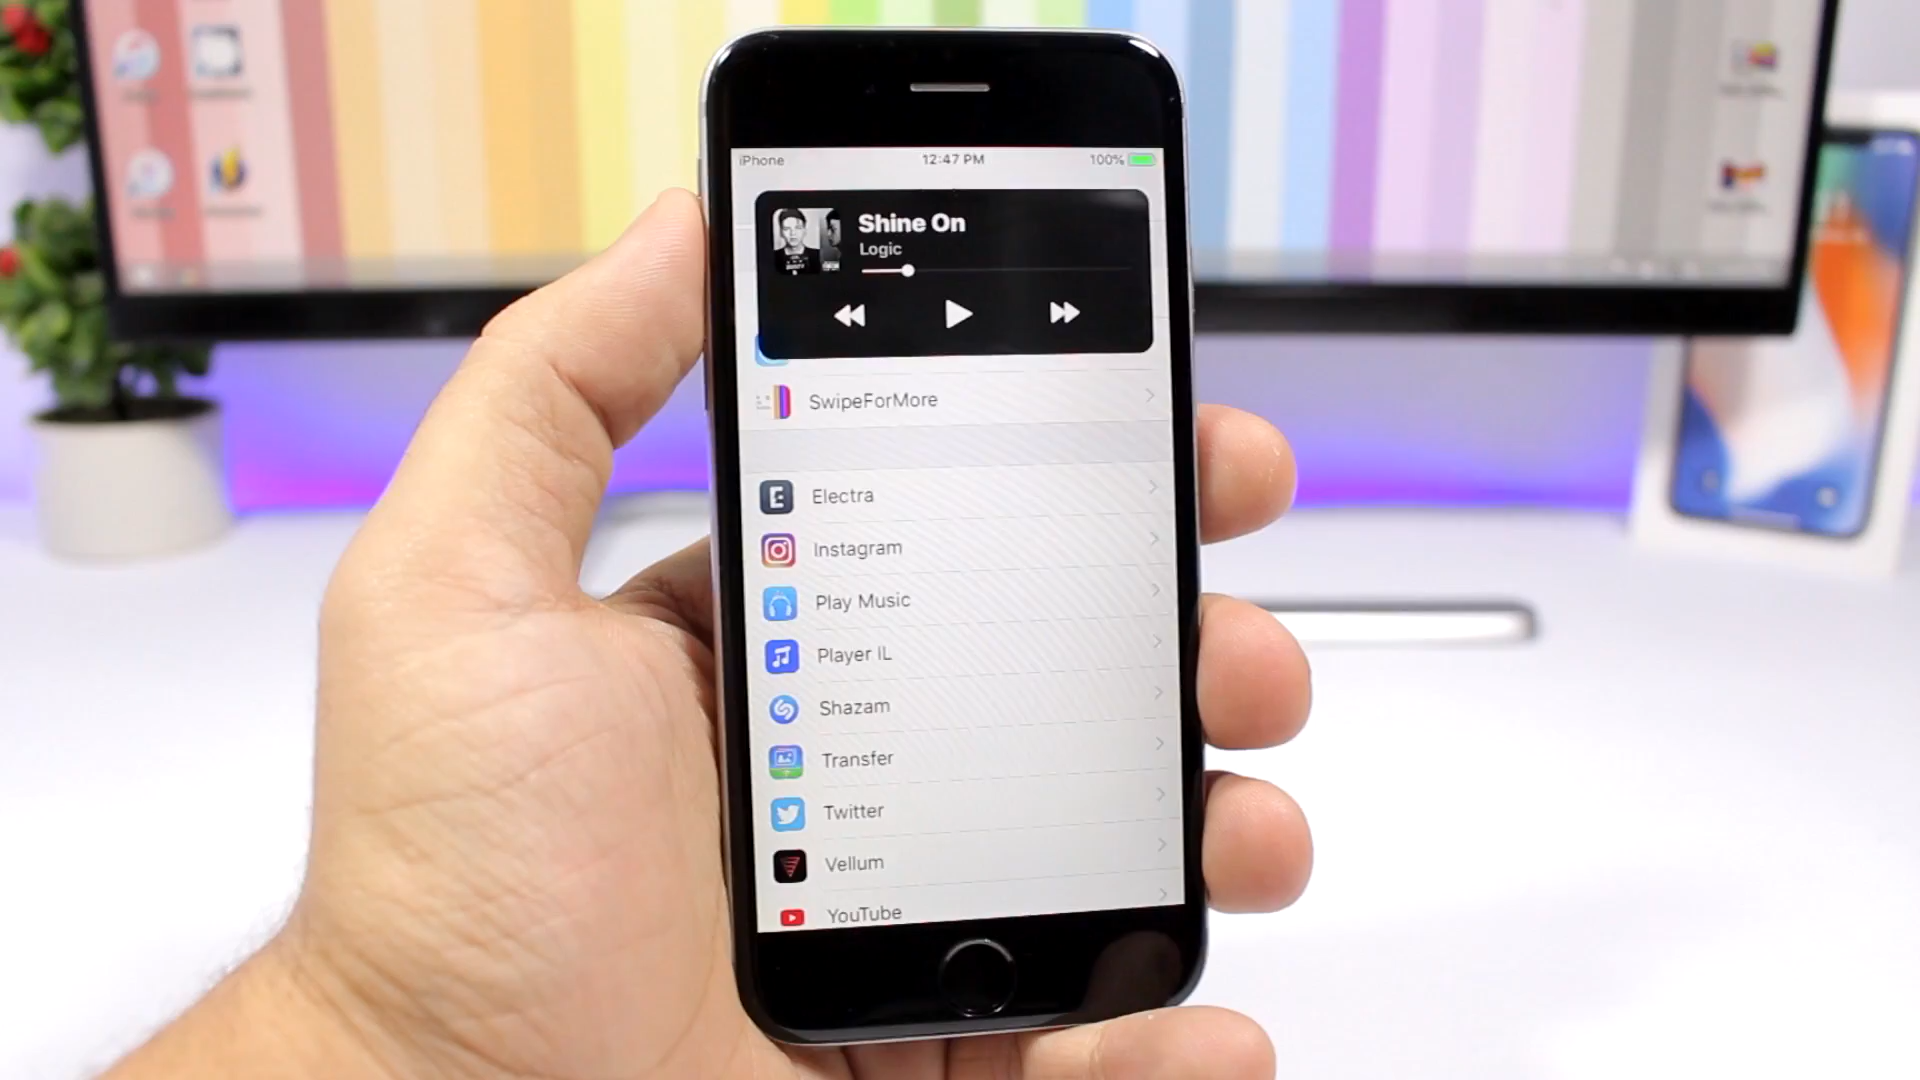 iPhone 12:47 PM 100%
Shine On
Logic
SwipeForMore
Electra
Instagram
Play Music
Player IL
Shazam
Transfer
Twitter
Vellum
YouTube